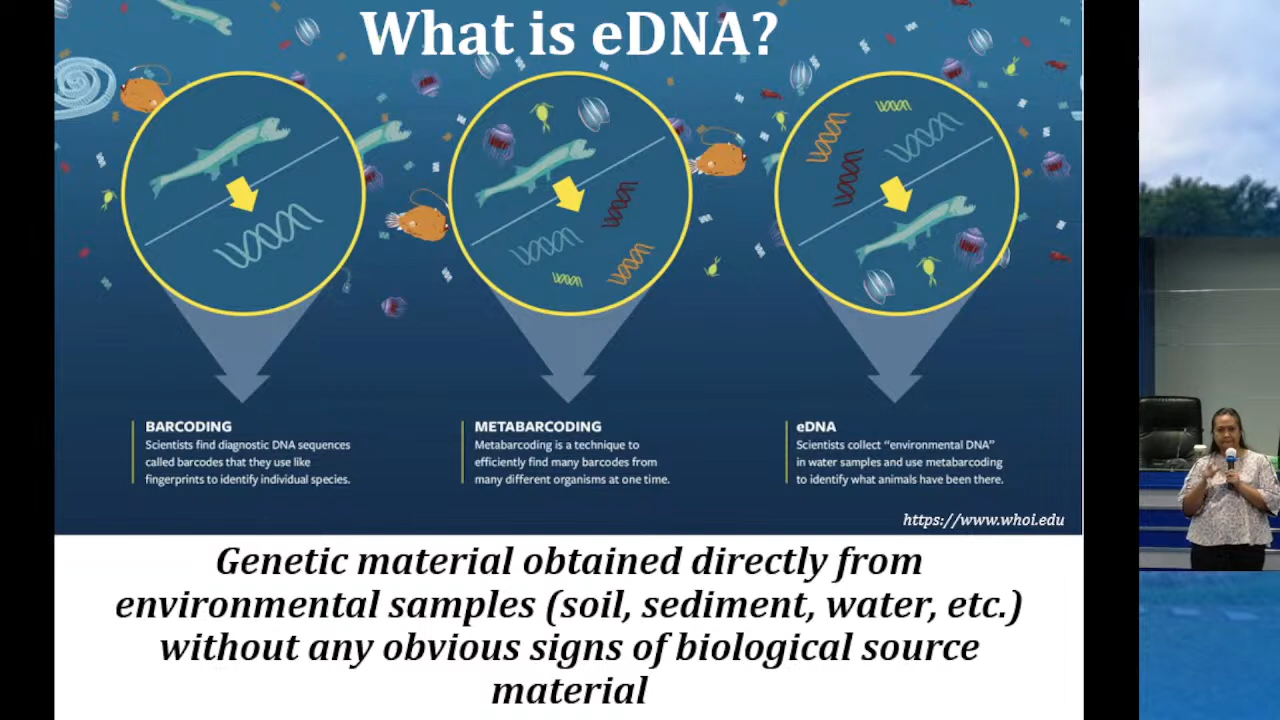 What is eDNA?
BARCODING
Scientists find diagnostic DNA sequences
called barcodes that they use like
fingerprints to identify individual species.
METABARCODING
Metabarcoding is a technique to
efficiently find many barcodes from
many different organisms at one time.
eDNA
Scientists collect “environmental DNA”
in water samples and use metabarcoding
to identify what animals have been there.
https://www.whoi.edu
Genetic material obtained directly from
environmental samples (soil, sediment, water, etc.)
without any obvious signs of biological source
material